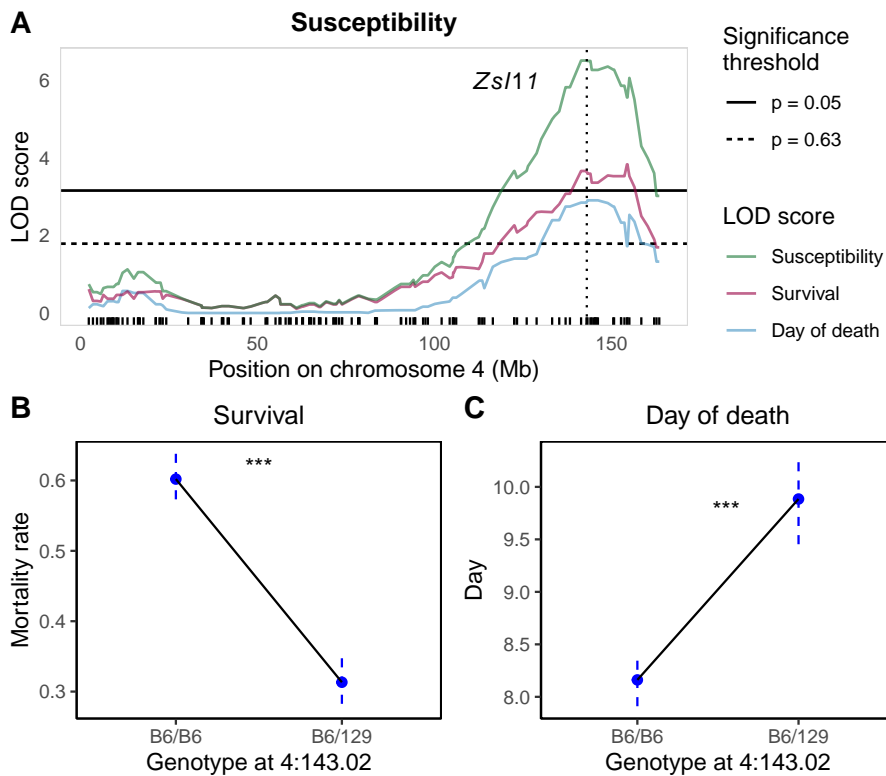 A
Susceptibility
Zsl11
6
4
2
0
LOD score
0
50
100
150
Position on chromosome 4 (Mb)
Significance
threshold
p = 0.05
p = 0.63
LOD score
Susceptibility
Survival
Day of death
B
Survival
***
0.6
0.5
0.4
0.3
Mortality rate
B6/B6
B6/129
Genotype at 4:143.02
C
Day of death
***
10.0
9.5
9.0
8.5
8.0
Day
B6/B6
B6/129
Genotype at 4:143.02